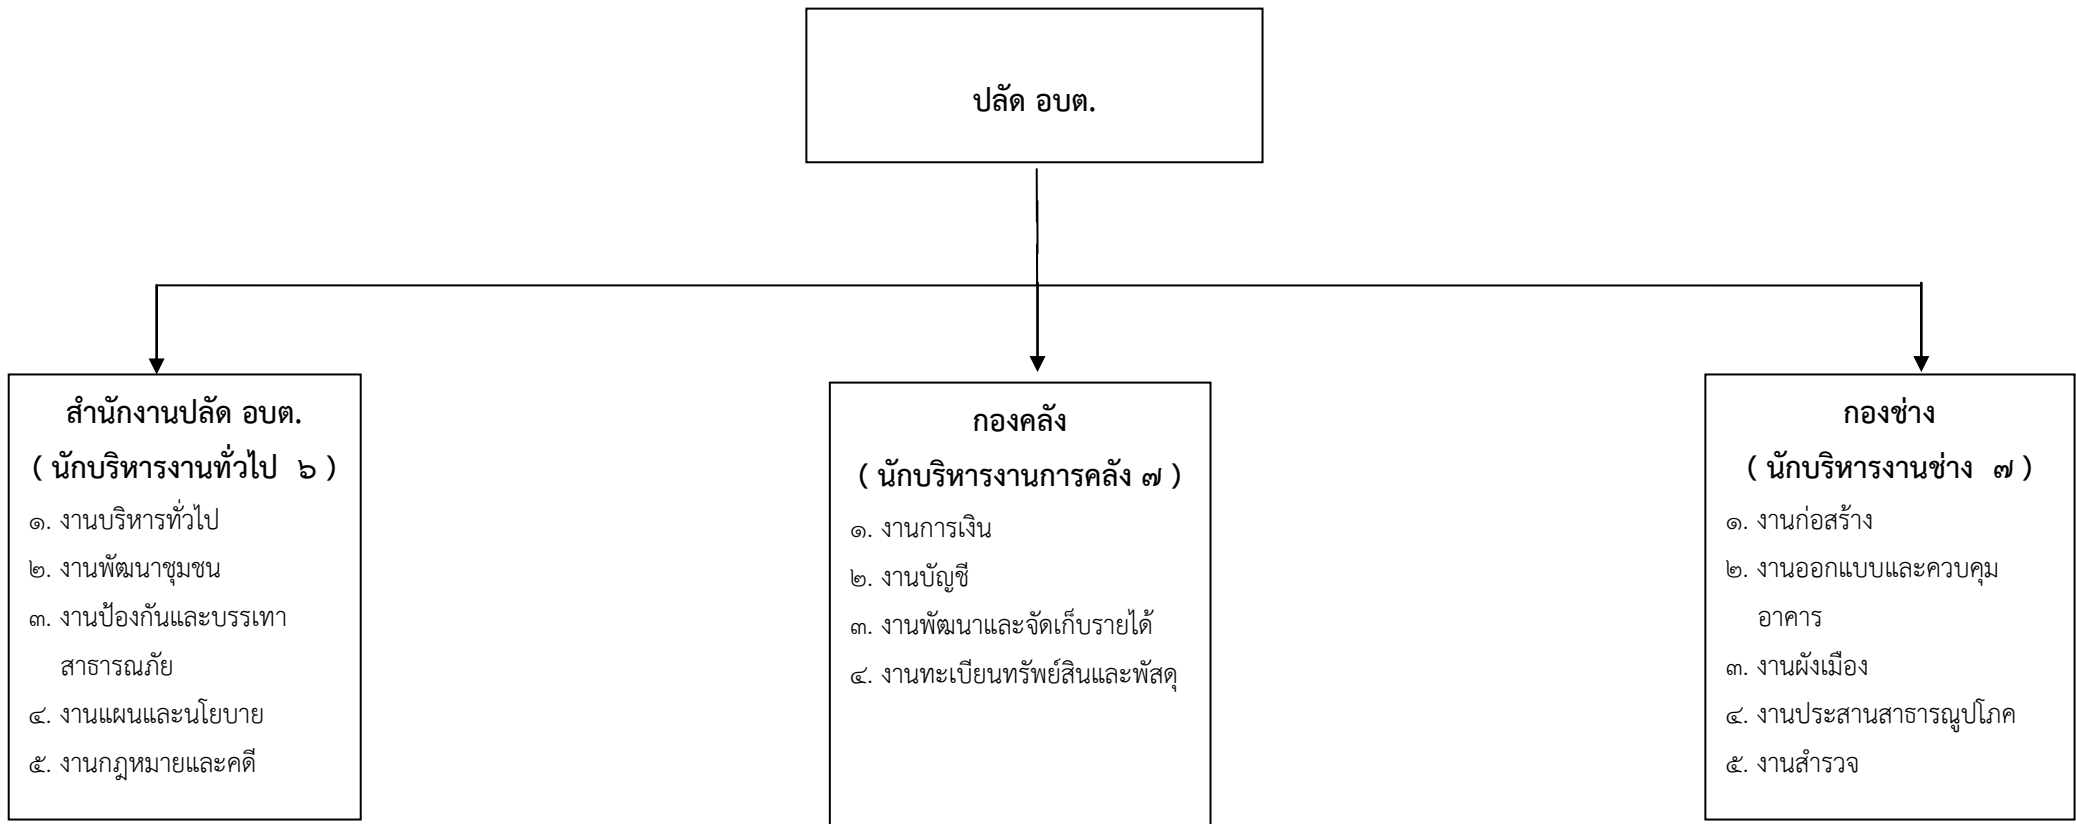 ปลัด อบต.
สำนักงานปลัด อบต.
( นักบริหารงานทั่วไป ๖ )
๑. งานบริหารทั่วไป
๒. งานพัฒนาชุมชน
๓. งานป้องกันและบรรเทา
สาธารณภัย
๔. งานแผนและนโยบาย
๕. งานกฎหมายและคดี
กองคลัง
( นักบริหารงานการคลัง ๗ )
๑. งานการเงิน
๒. งานบัญชี
๓. งานพัฒนาและจัดเก็บรายได้
๔. งานทะเบียนทรัพย์สินและพัสดุ
กองช่าง
( นักบริหารงานช่าง ๗ )
๑. งานก่อสร้าง
๒. งานออกแบบและควบคุม
อาคาร
๓. งานผังเมือง
๔. งานประสานสาธารณูปโภค
๕. งานสำรวจ